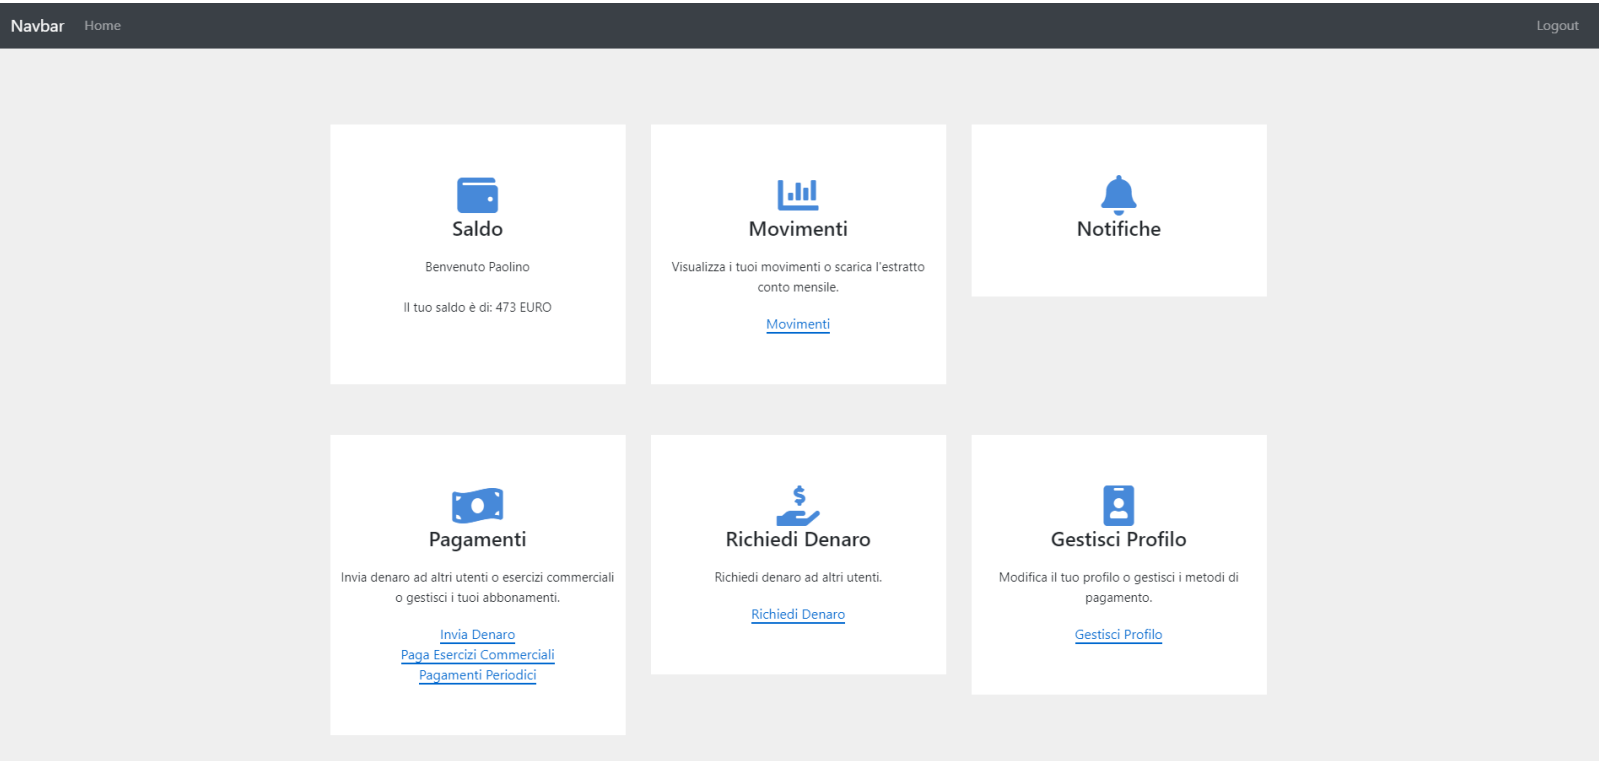 Navbar Home Logout
Saldo
Benvenuto Paolino
Il tuo saldo è di: 473 EURO
Movimenti
Visualizza i tuoi movimenti o scarica l'estratto
conto mensile.
Movimenti
Notifiche
Pagamenti
Invia denaro ad altri utenti o esercizi commerciali
o gestisci i tuoi abbonamenti.
Invia Denaro
Paga Esercizi Commerciali
Pagamenti Periodici
Richiedi Denaro
Richiedi denaro ad altri utenti.
Richiedi Denaro
Gestisci Profilo
Modifica il tuo profilo o gestisci i metodi di
pagamento.
Gestisci Profilo